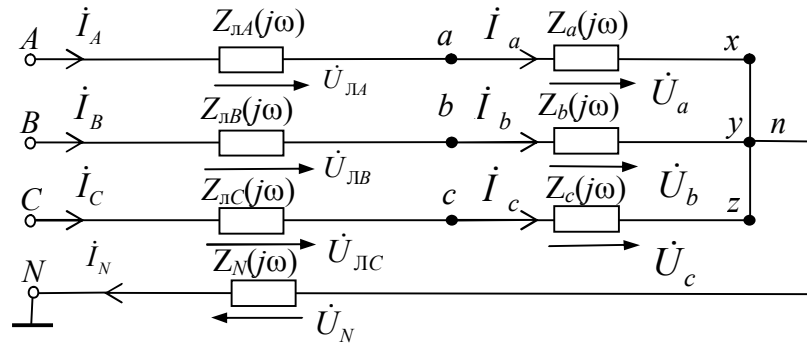 Z_лA(jω) Z_a(jω)
A İ_A a İ_a x
U̇_ЛA U̇_a
Z_лB(jω) Z_b(jω)
B İ_B b İ_b y n
U̇_ЛB U̇_b
Z_лC(jω) Z_c(jω)
C İ_C c İ_c z
U̇_ЛC U̇_c
Z_N(jω)
N İ_N
U̇_N